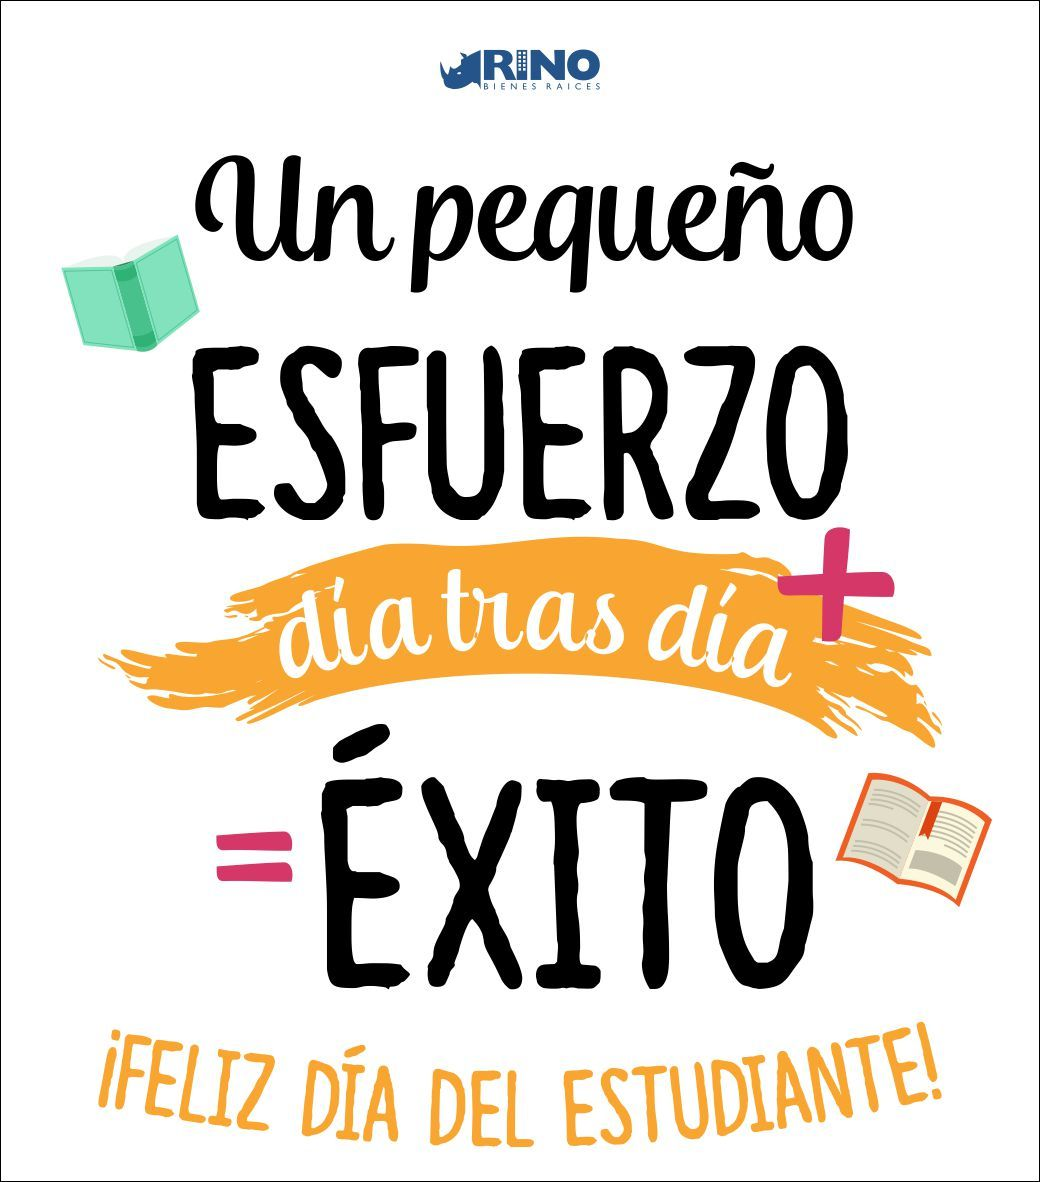 RINO
BIENES RAICES
Un pequeño
ESFUERZO
día tras día +
= ÉXITO
¡FELIZ DÍA DEL ESTUDIANTE!